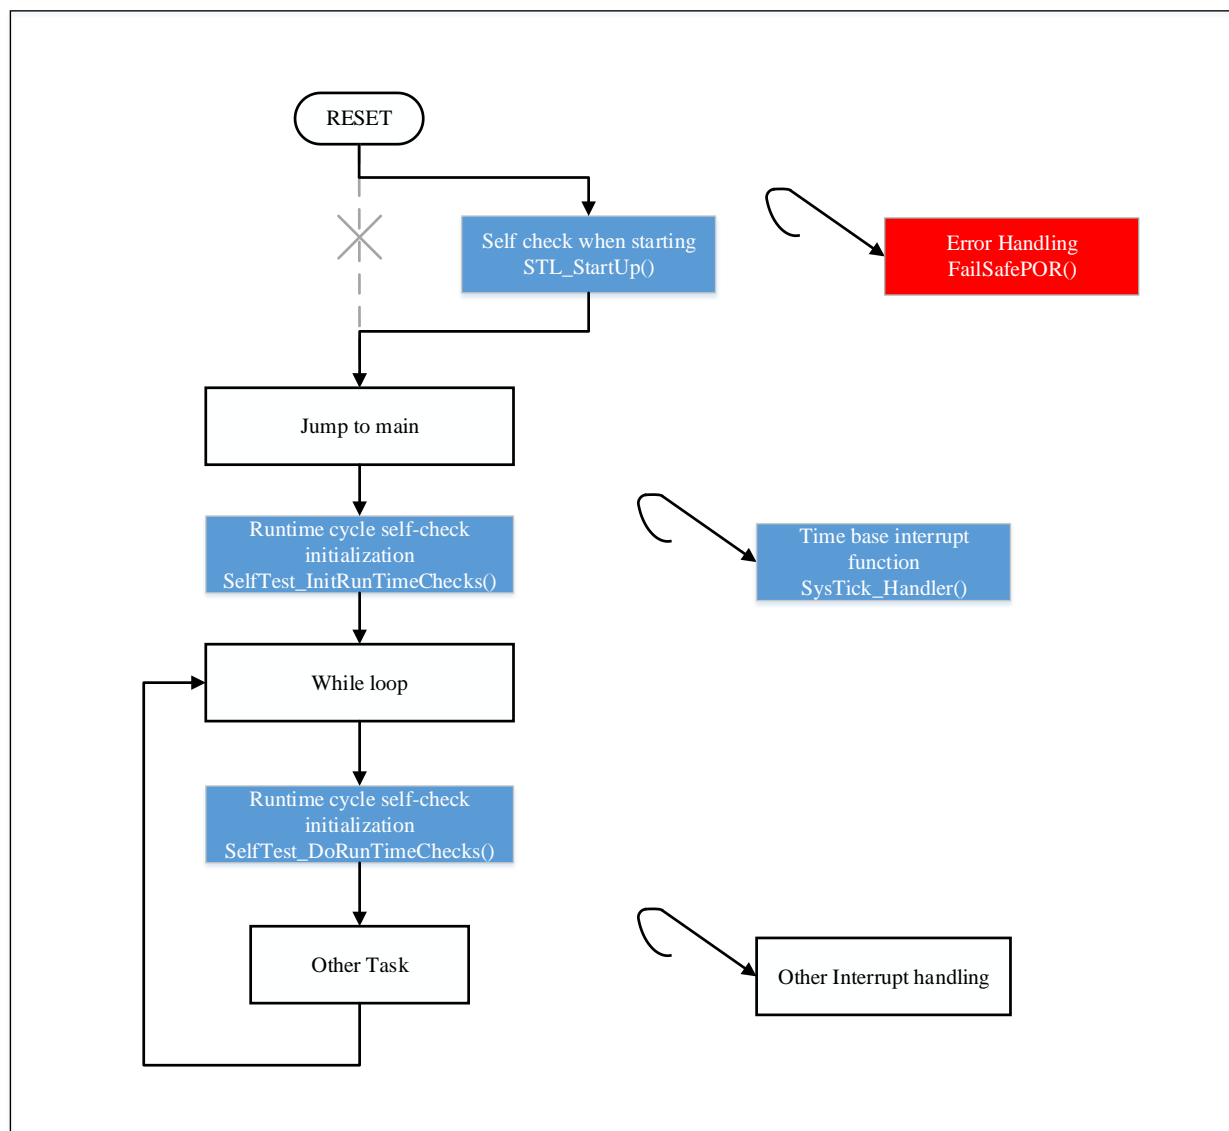 RESET
Self check when starting
STL_StartUp()
Error Handling
FailSafePOR()
Jump to main
Runtime cycle self-check
initialization
SelfTest_InitRunTimeChecks()
Time base interrupt
function
SysTick_Handler()
While loop
Runtime cycle self-check
initialization
SelfTest_DoRunTimeChecks()
Other Task
Other Interrupt handling